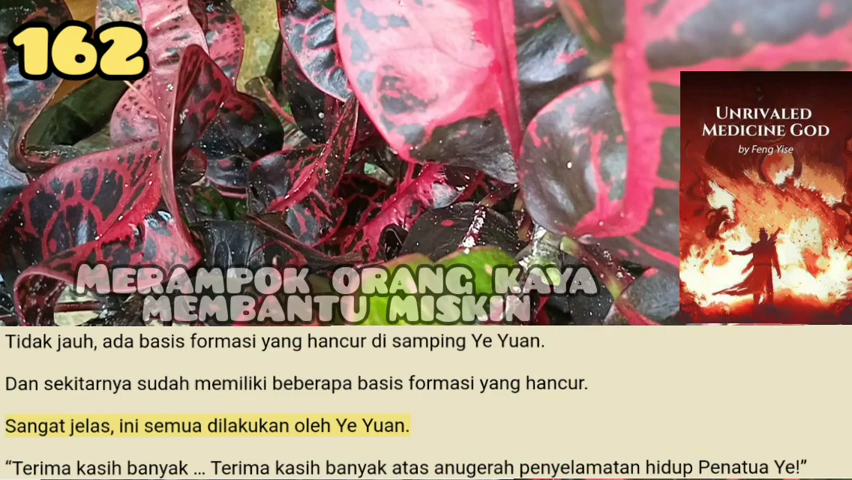 162
UNRIVALED
MEDICINE GOD
by Feng Yise
MERAMPOK ORANG KAYA
MEMBANTU MISKIN
Tidak jauh, ada basis formasi yang hancur di samping Ye Yuan.
Dan sekitarnya sudah memiliki beberapa basis formasi yang hancur.
Sangat jelas, ini semua dilakukan oleh Ye Yuan.
“Terima kasih banyak ... Terima kasih banyak atas anugerah penyelamatan hidup Penatua Ye!”